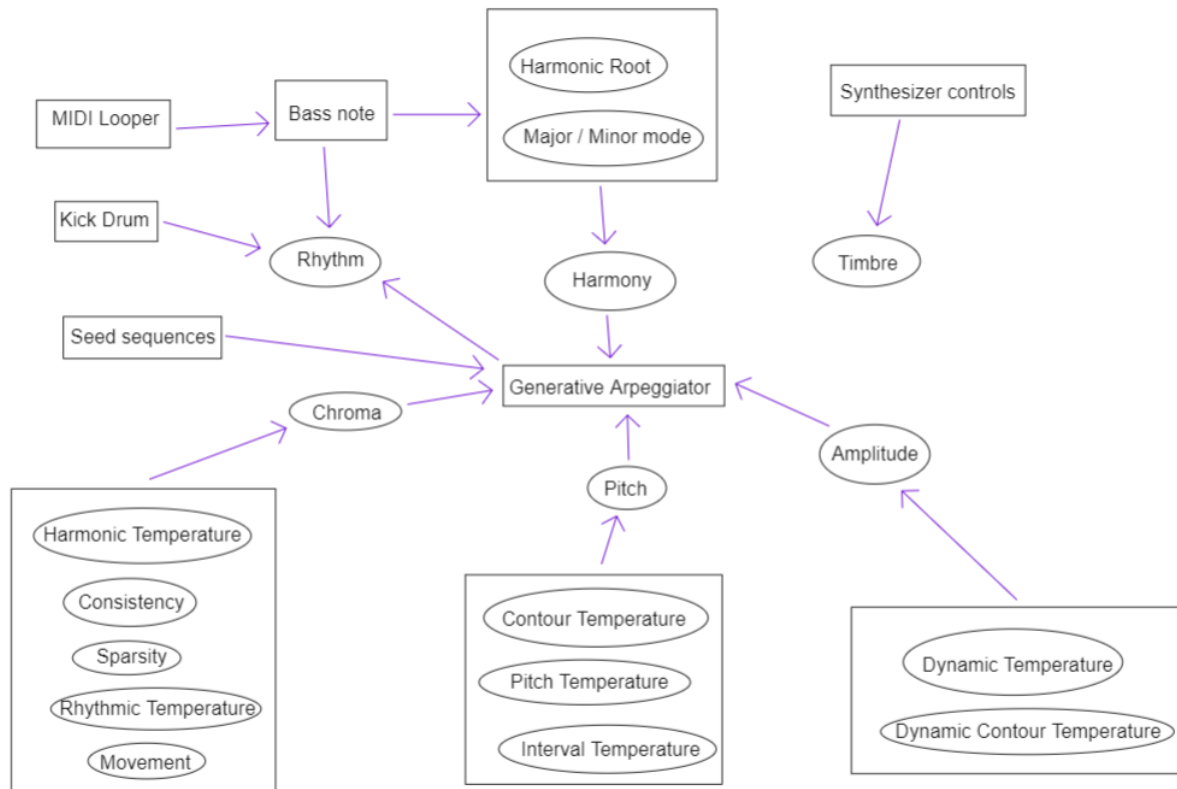 Harmonic Root
Major / Minor mode
MIDI Looper
Bass note
Synthesizer controls
Kick Drum
Rhythm
Harmony
Timbre
Seed sequences
Generative Arpeggiator
Chroma
Pitch
Amplitude
Harmonic Temperature
Consistency
Sparsity
Rhythmic Temperature
Movement
Contour Temperature
Pitch Temperature
Interval Temperature
Dynamic Temperature
Dynamic Contour Temperature